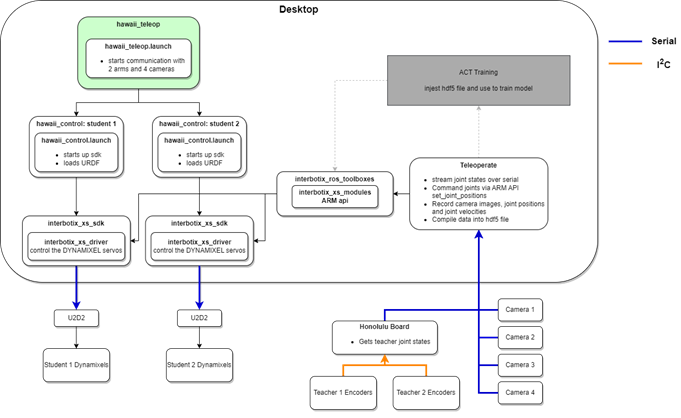 Desktop
hawaii_teleop
hawaii_teleop.launch
starts communication with
2 arms and 4 cameras
Serial
I²C
ACT Training
injest hdf5 file and use to train model
hawaii_control: student 1
hawaii_control.launch
starts up sdk
loads URDF
hawaii_control: student 2
hawaii_control.launch
starts up sdk
loads URDF
interbotix_ros_toolboxes
interbotix_xs_modules
ARM api
Teleoperate
stream joint states over serial
Command joints via ARM API
set_joint_positions
Record camera images, joint positions
and joint velocities
Compile data into hdf5 file
interbotix_xs_sdk
interbotix_xs_driver
control the DYNAMIXEL servos
interbotix_xs_sdk
interbotix_xs_driver
control the DYNAMIXEL servos
U2D2
U2D2
Student 1 Dynamixels
Student 2 Dynamixels
Honolulu Board
Gets teacher joint states
Teacher 1 Encoders
Teacher 2 Encoders
Camera 1
Camera 2
Camera 3
Camera 4